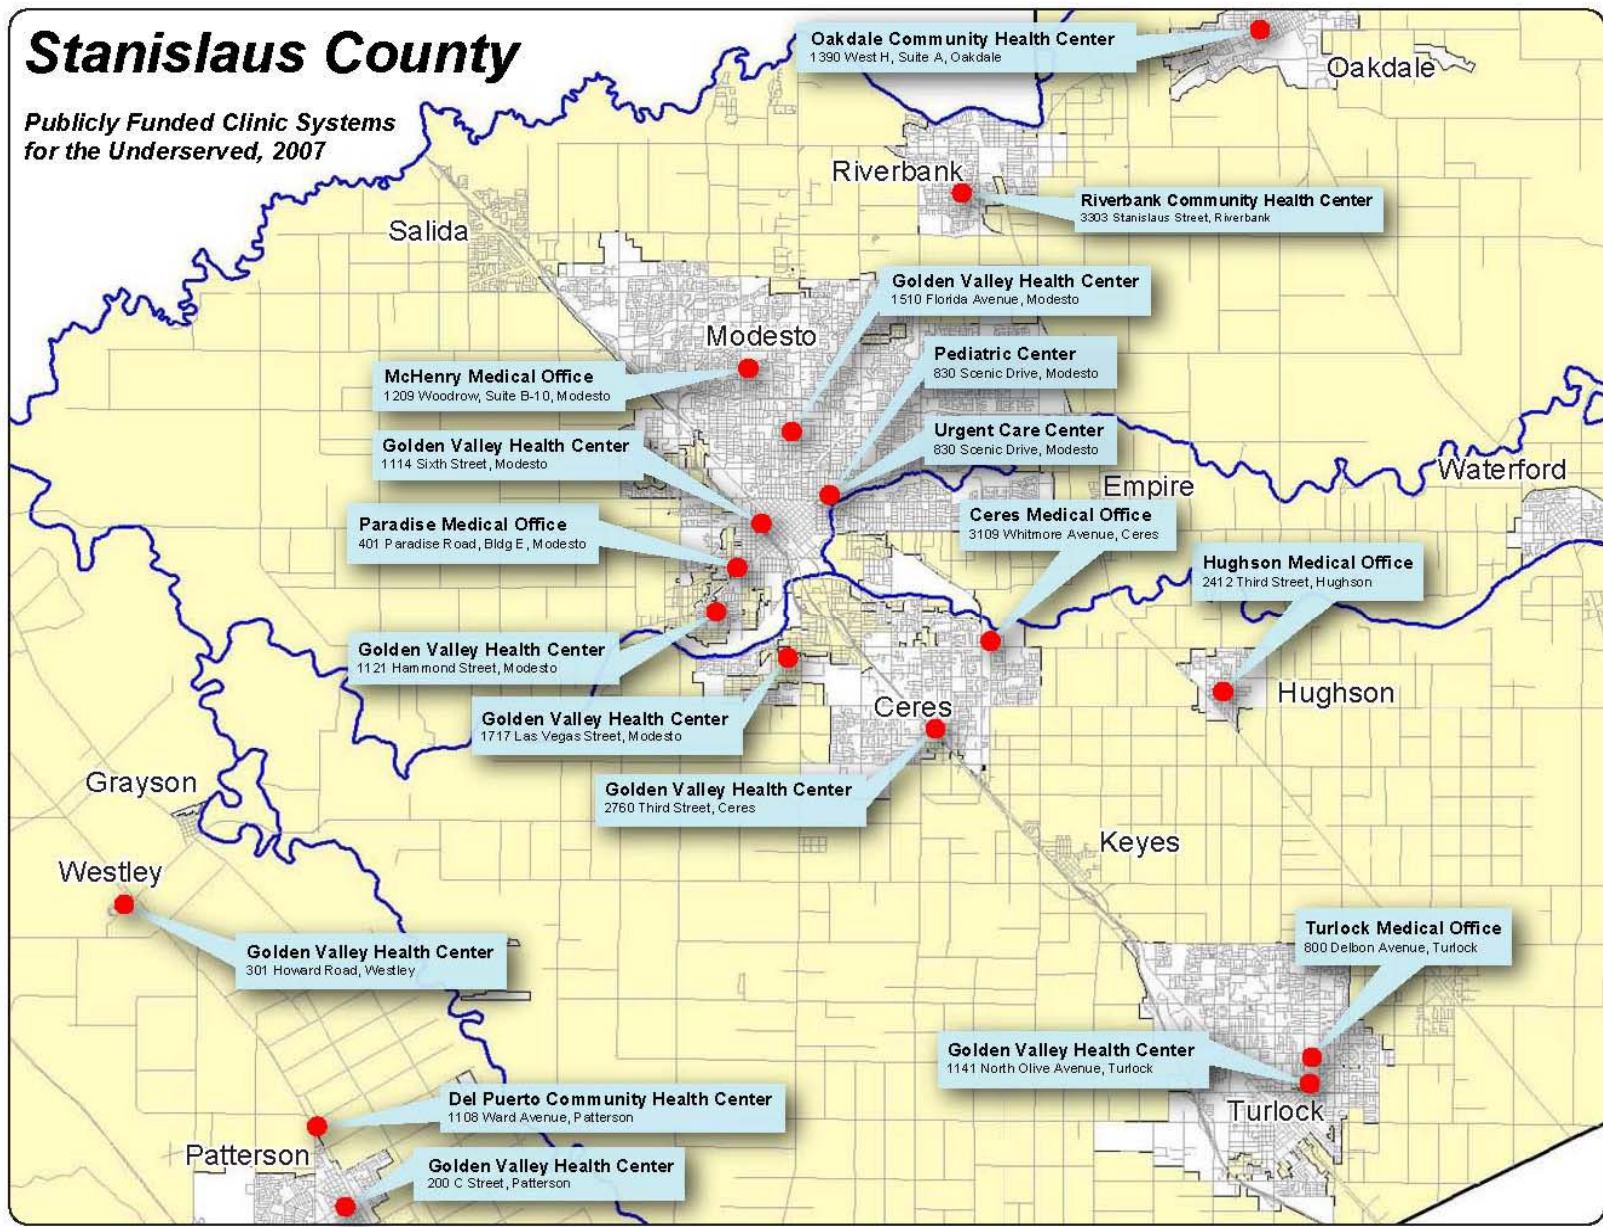 Stanislaus County
Publicly Funded Clinic Systems
for the Underserved, 2007
Oakdale Community Health Center
1390 West H, Suite A, Oakdale
Oakdale
Riverbank
Riverbank Community Health Center
3303 Stanislaus Street, Riverbank
Salida
Golden Valley Health Center
1510 Florida Avenue, Modesto
Modesto
Pediatric Center
830 Scenic Drive, Modesto
McHenry Medical Office
1209 Woodrow, Suite B-10, Modesto
Urgent Care Center
830 Scenic Drive, Modesto
Golden Valley Health Center
1114 Sixth Street, Modesto
Waterford
Empire
Ceres Medical Office
3109 Whitmore Avenue, Ceres
Paradise Medical Office
401 Paradise Road, Bldg E, Modesto
Hughson Medical Office
2412 Third Street, Hughson
Golden Valley Health Center
1121 Hammond Street, Modesto
Hughson
Ceres
Golden Valley Health Center
1717 Las Vegas Street, Modesto
Grayson
Golden Valley Health Center
2760 Third Street, Ceres
Keyes
Westley
Golden Valley Health Center
301 Howard Road, Westley
Turlock Medical Office
800 Delbon Avenue, Turlock
Golden Valley Health Center
1141 North Olive Avenue, Turlock
Turlock
Del Puerto Community Health Center
1108 Ward Avenue, Patterson
Patterson
Golden Valley Health Center
200 C Street, Patterson